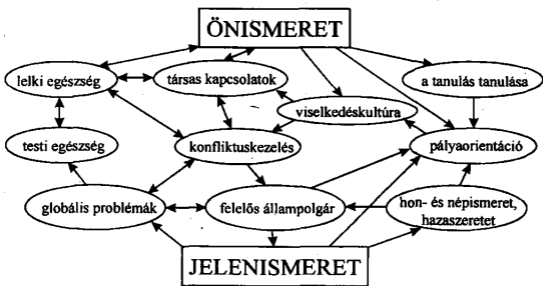 ÖNISMERET
lelki egészség
társas kapcsolatok
a tanulás tanulása
viselkedéskultúra
testi egészség
konfliktuskezelés
pályaorientáció
globális problémák
felelős állampolgár
hon- és népismeret,
hazaszeretet
JELENISMERET